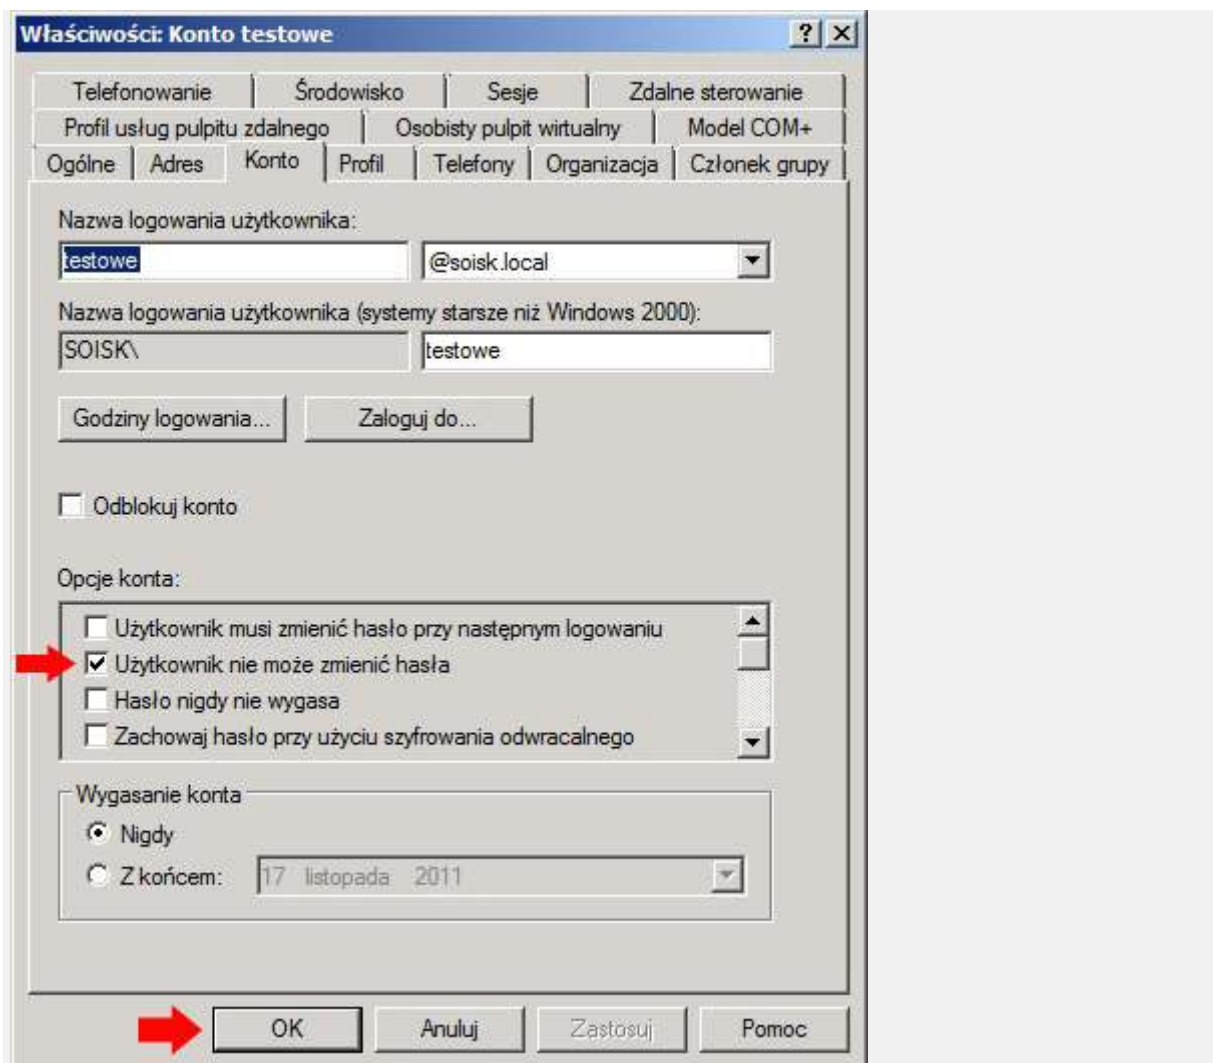 Właściwości: Konto testowe
Telefonowanie Środowisko Sesje Zdalne sterowanie
Profil usług pulpitu zdalnego Osobisty pulpit wirtualny Model COM+
Ogólne Adres Konto Profil Telefony Organizacja Członek grupy
Nazwa logowania użytkownika:
testowe @soisk.local
Nazwa logowania użytkownika (systemy starsze niż Windows 2000):
SOISK\ testowe
Godziny logowania... Zaloguj do...
Odblokuj konto
Opcje konta:
Użytkownik musi zmienić hasło przy następnym logowaniu
Użytkownik nie może zmienić hasła
Hasło nigdy nie wygasa
Zachowaj hasło przy użyciu szyfrowania odwracalnego
Wygasanie konta
Nigdy
Z końcem: 17 listopada 2011
OK Anuluj Zastosuj Pomoc